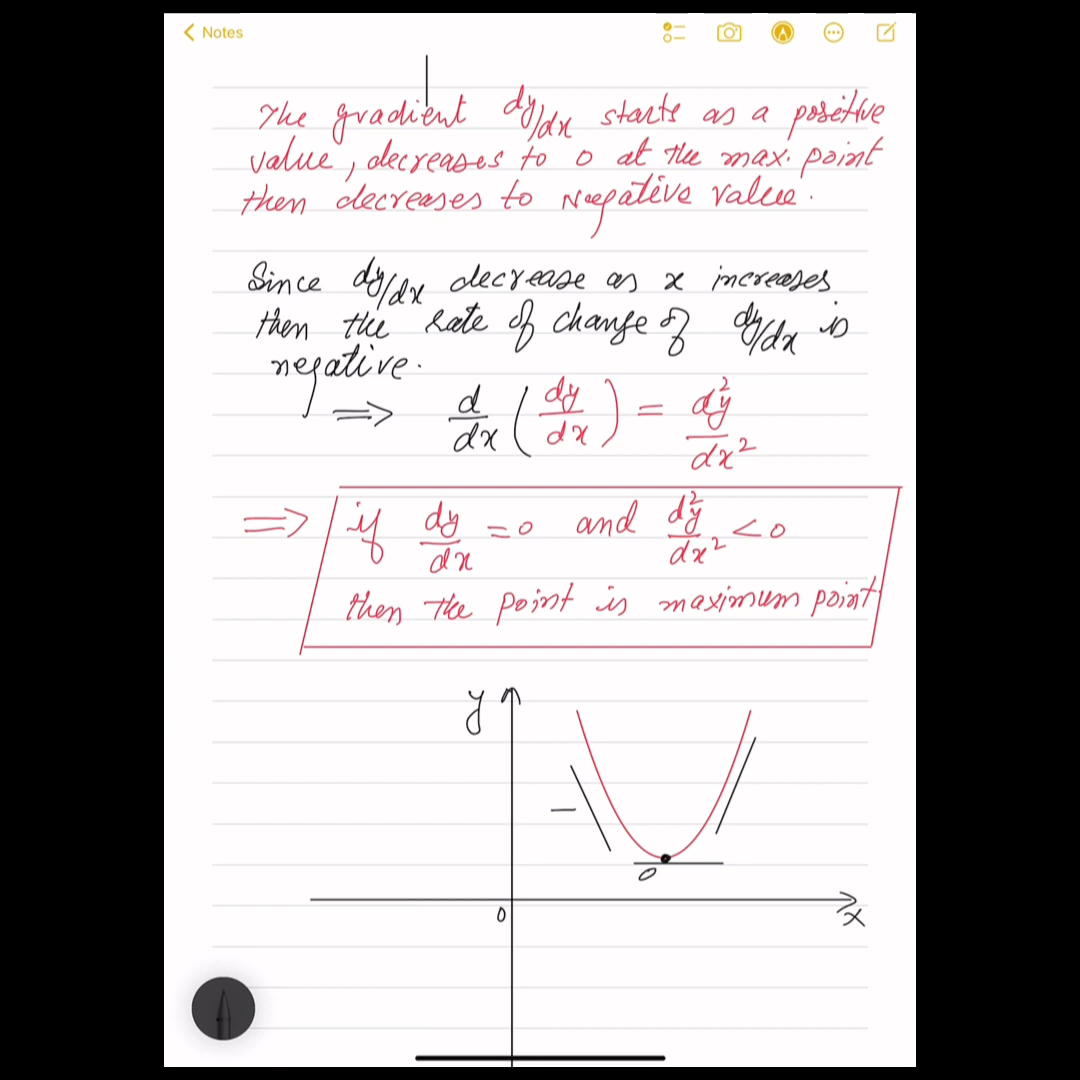 Notes
The gradient dy/dx starts as a positive
value, decreases to 0 at the max. point
then decreases to Neegative value.
Since dy/dx decrease as x increases
then the rate of change of dy/dx is
negative.
⇒ d/dx (dy/dx) = d²y/dx²
⇒ if dy/dx = 0 and d²y/dx² < 0
then the point is maximum point
y
−
0
0
x